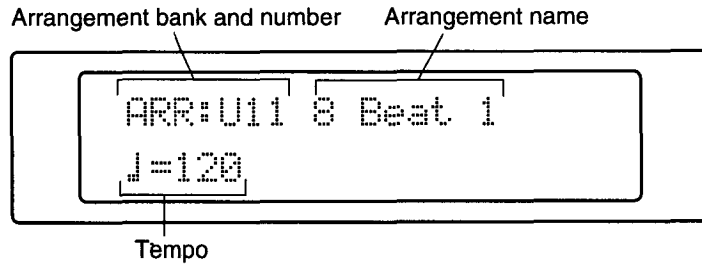 Arrangement bank and number Arrangement name
ARR:U11 8 Beat 1
♩=120
Tempo